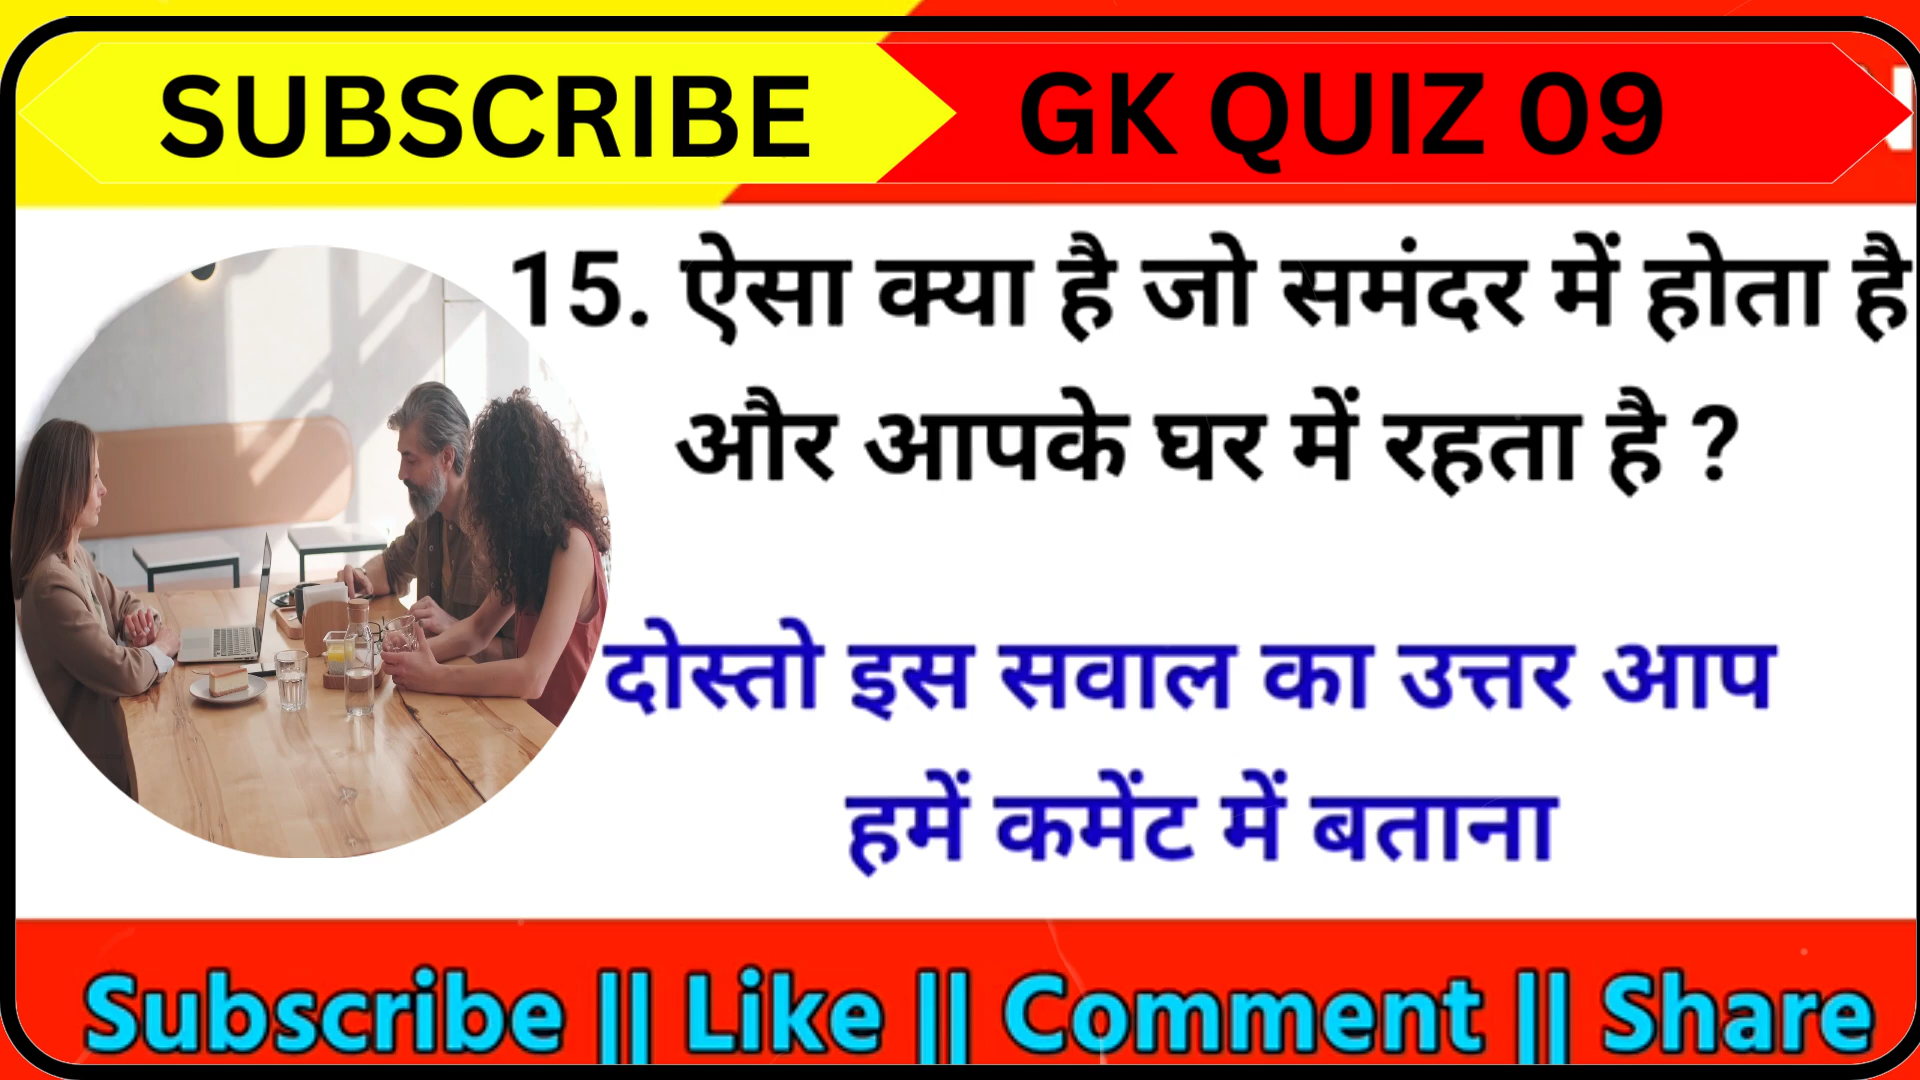 SUBSCRIBE GK QUIZ 09
15. ऐसा क्या है जो समंदर में होता है
और आपके घर में रहता है ?
दोस्तो इस सवाल का उत्तर आप
हमें कमेंट में बताना
Subscribe || Like || Comment || Share